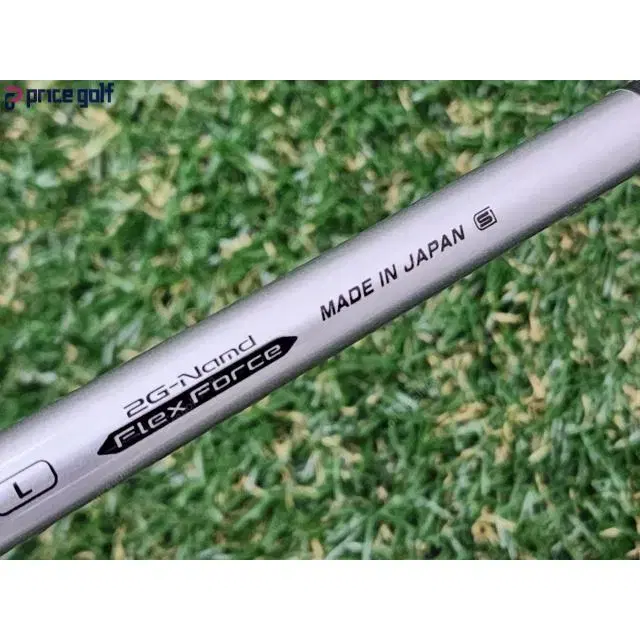 price golf
MADE IN JAPAN S
2G-Namd
Flex Force
L